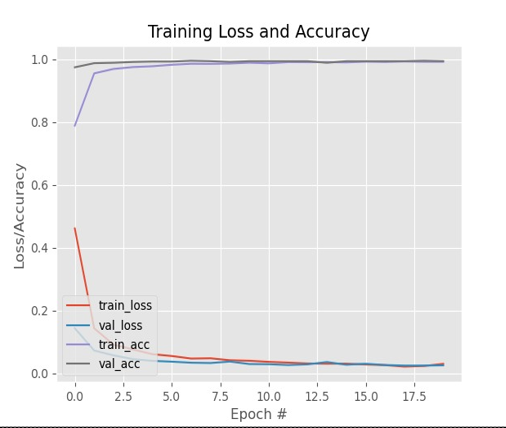 Training Loss and Accuracy
1.0
0.8
0.6
0.4
0.2
0.0
Loss/Accuracy
train_loss
val_loss
train_acc
val_acc
0.0 2.5 5.0 7.5 10.0 12.5 15.0 17.5
Epoch #